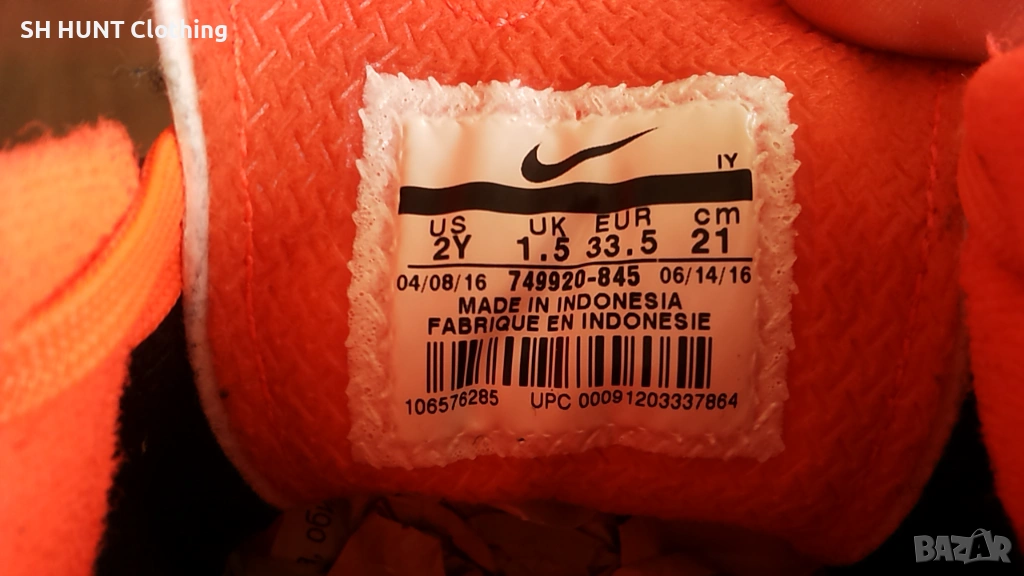 SH HUNT Clothing
IY
US UK EUR cm
2Y 1.5 33.5 21
04/08/16 749920-845 06/14/16
MADE IN INDONESIA
FABRIQUE EN INDONESIE
106576285 UPC 00091203337864
BAZAR